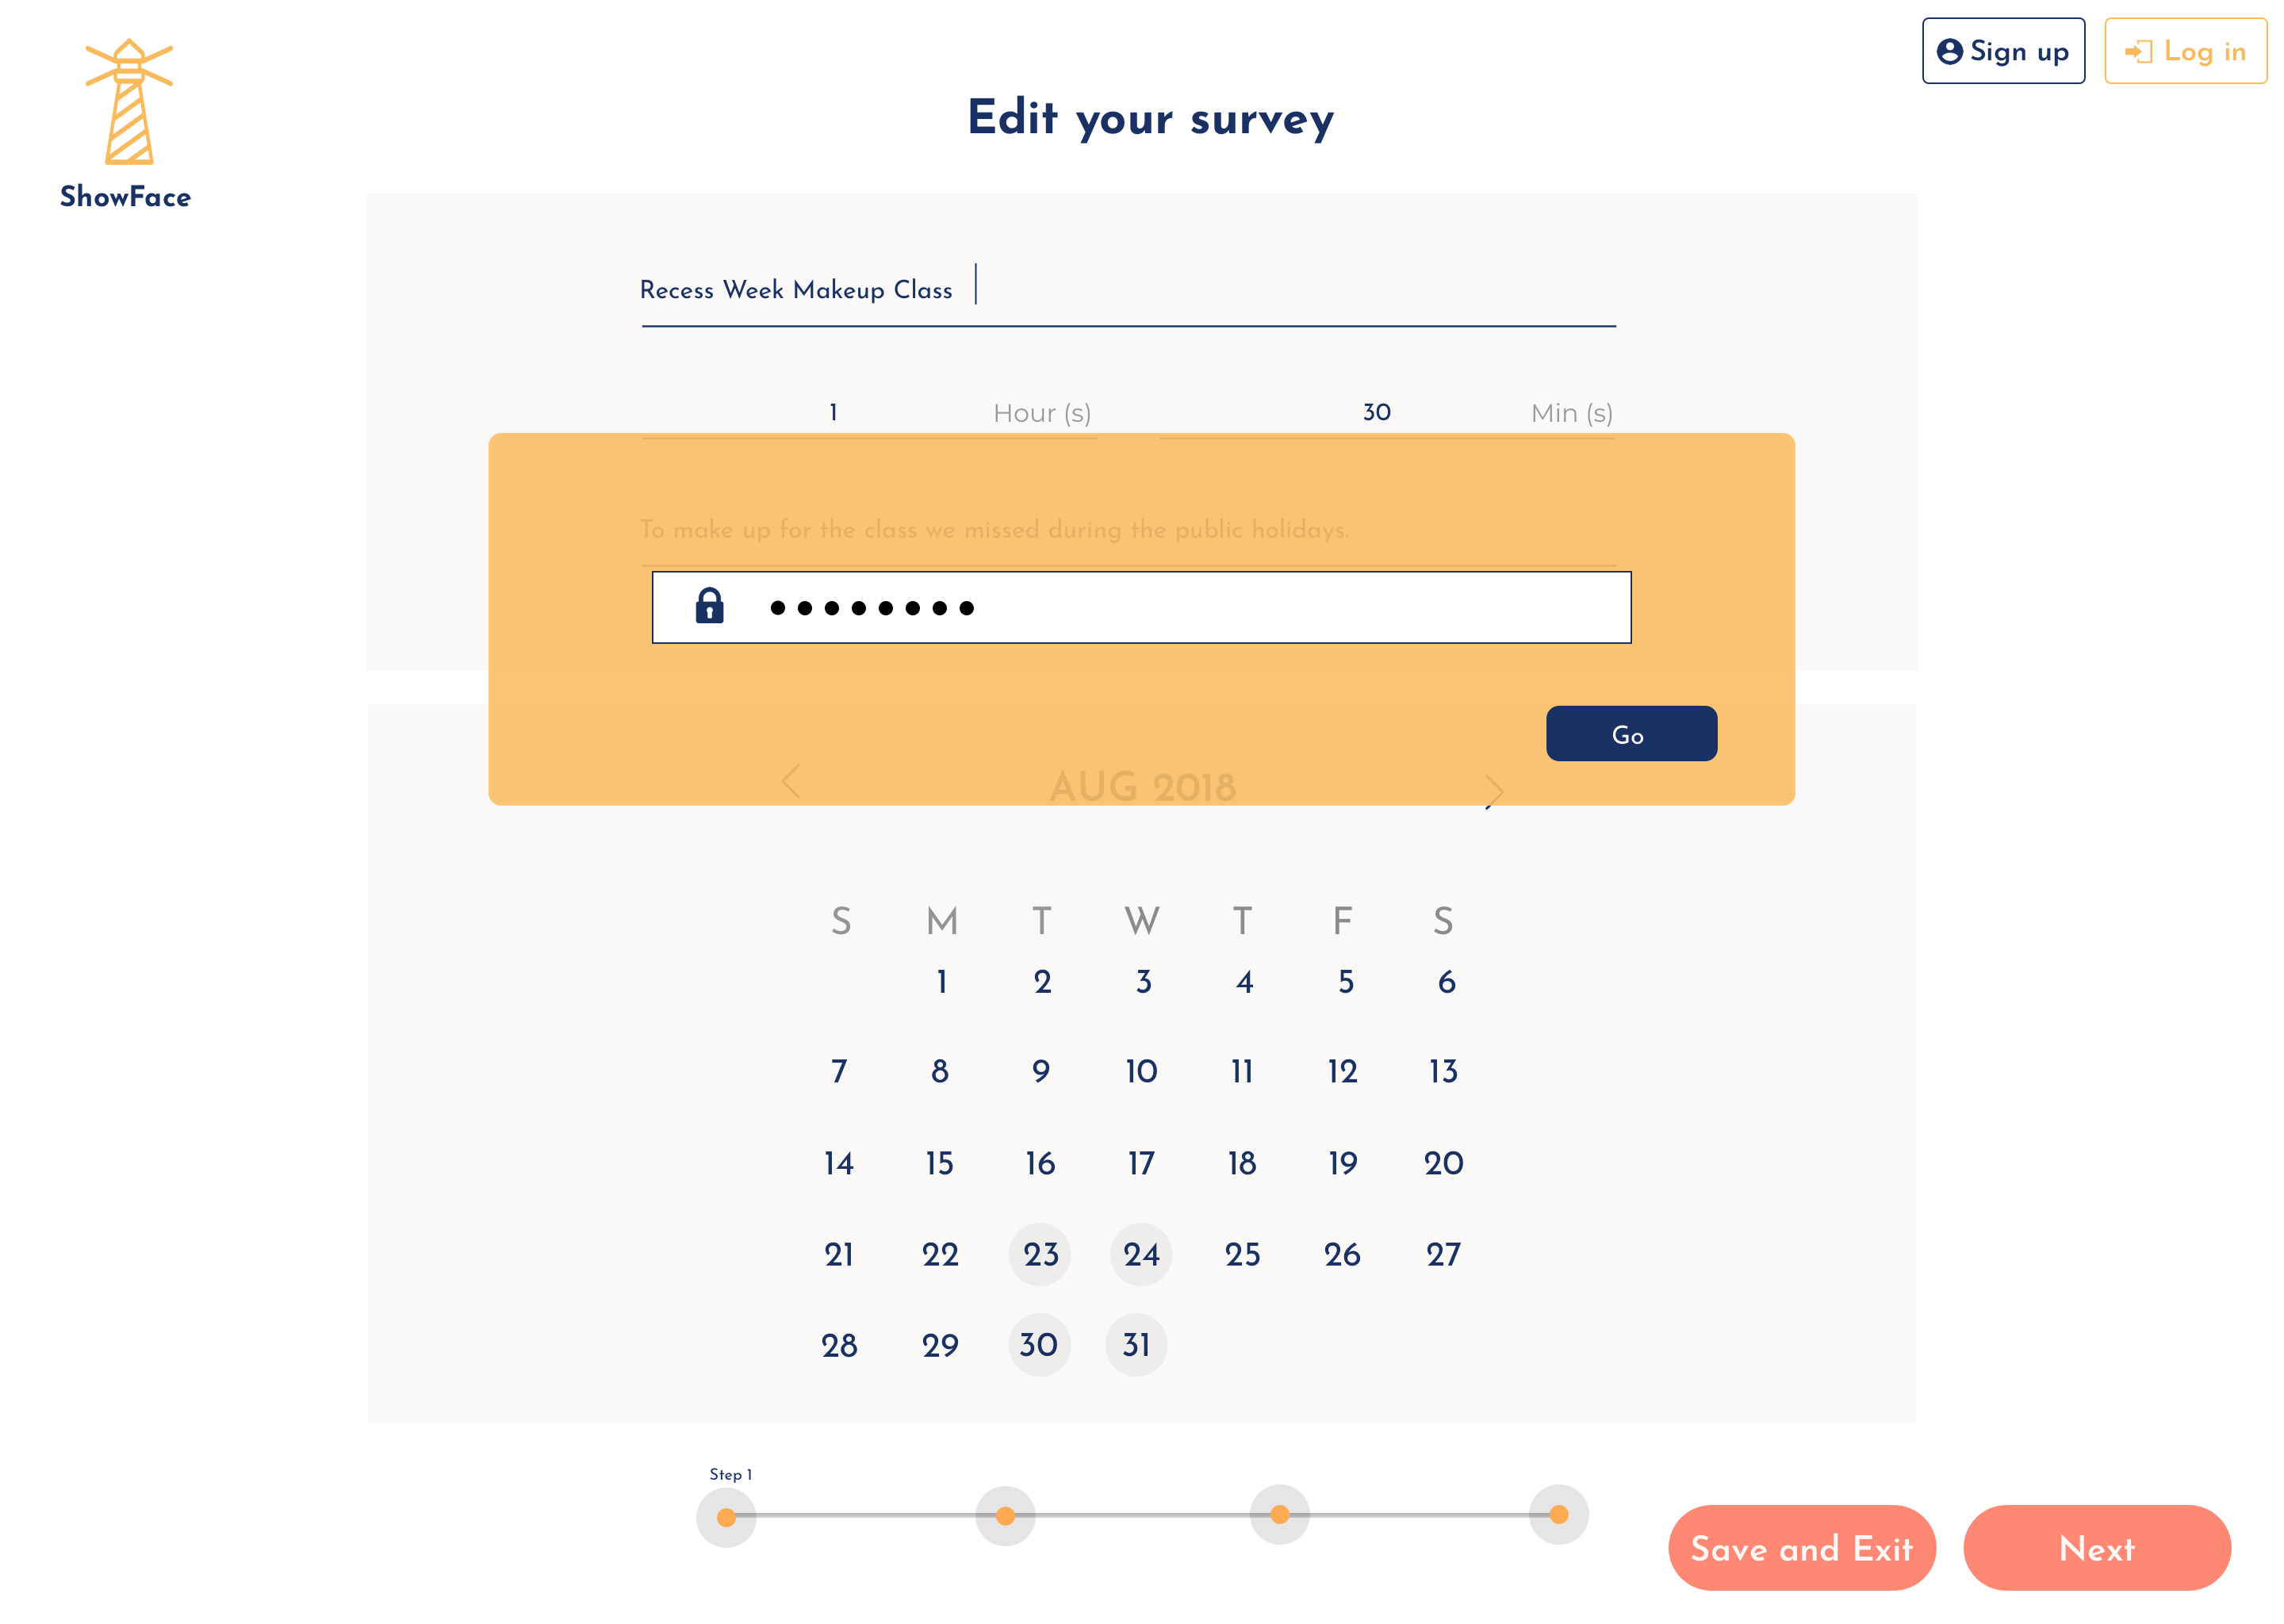 Sign up
Log in
Edit your survey
ShowFace
Recess Week Makeup Class
1 Hour (s) 30 Min (s)
To make up for the class we missed during the public holidays.
Go
AUG 2018
S M T W T F S
1 2 3 4 5 6
7 8 9 10 11 12 13
14 15 16 17 18 19 20
21 22 23 24 25 26 27
28 29 30 31
Step 1
Save and Exit
Next